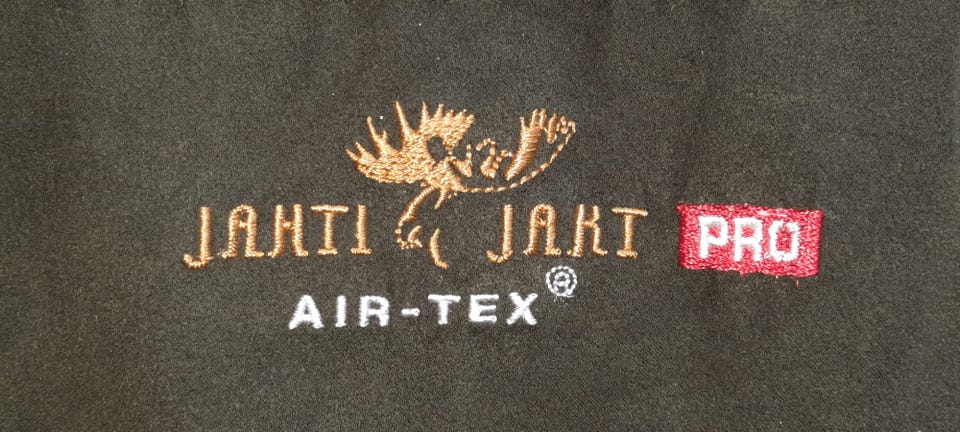 JAHTI JAKT PRO
AIR-TEX®